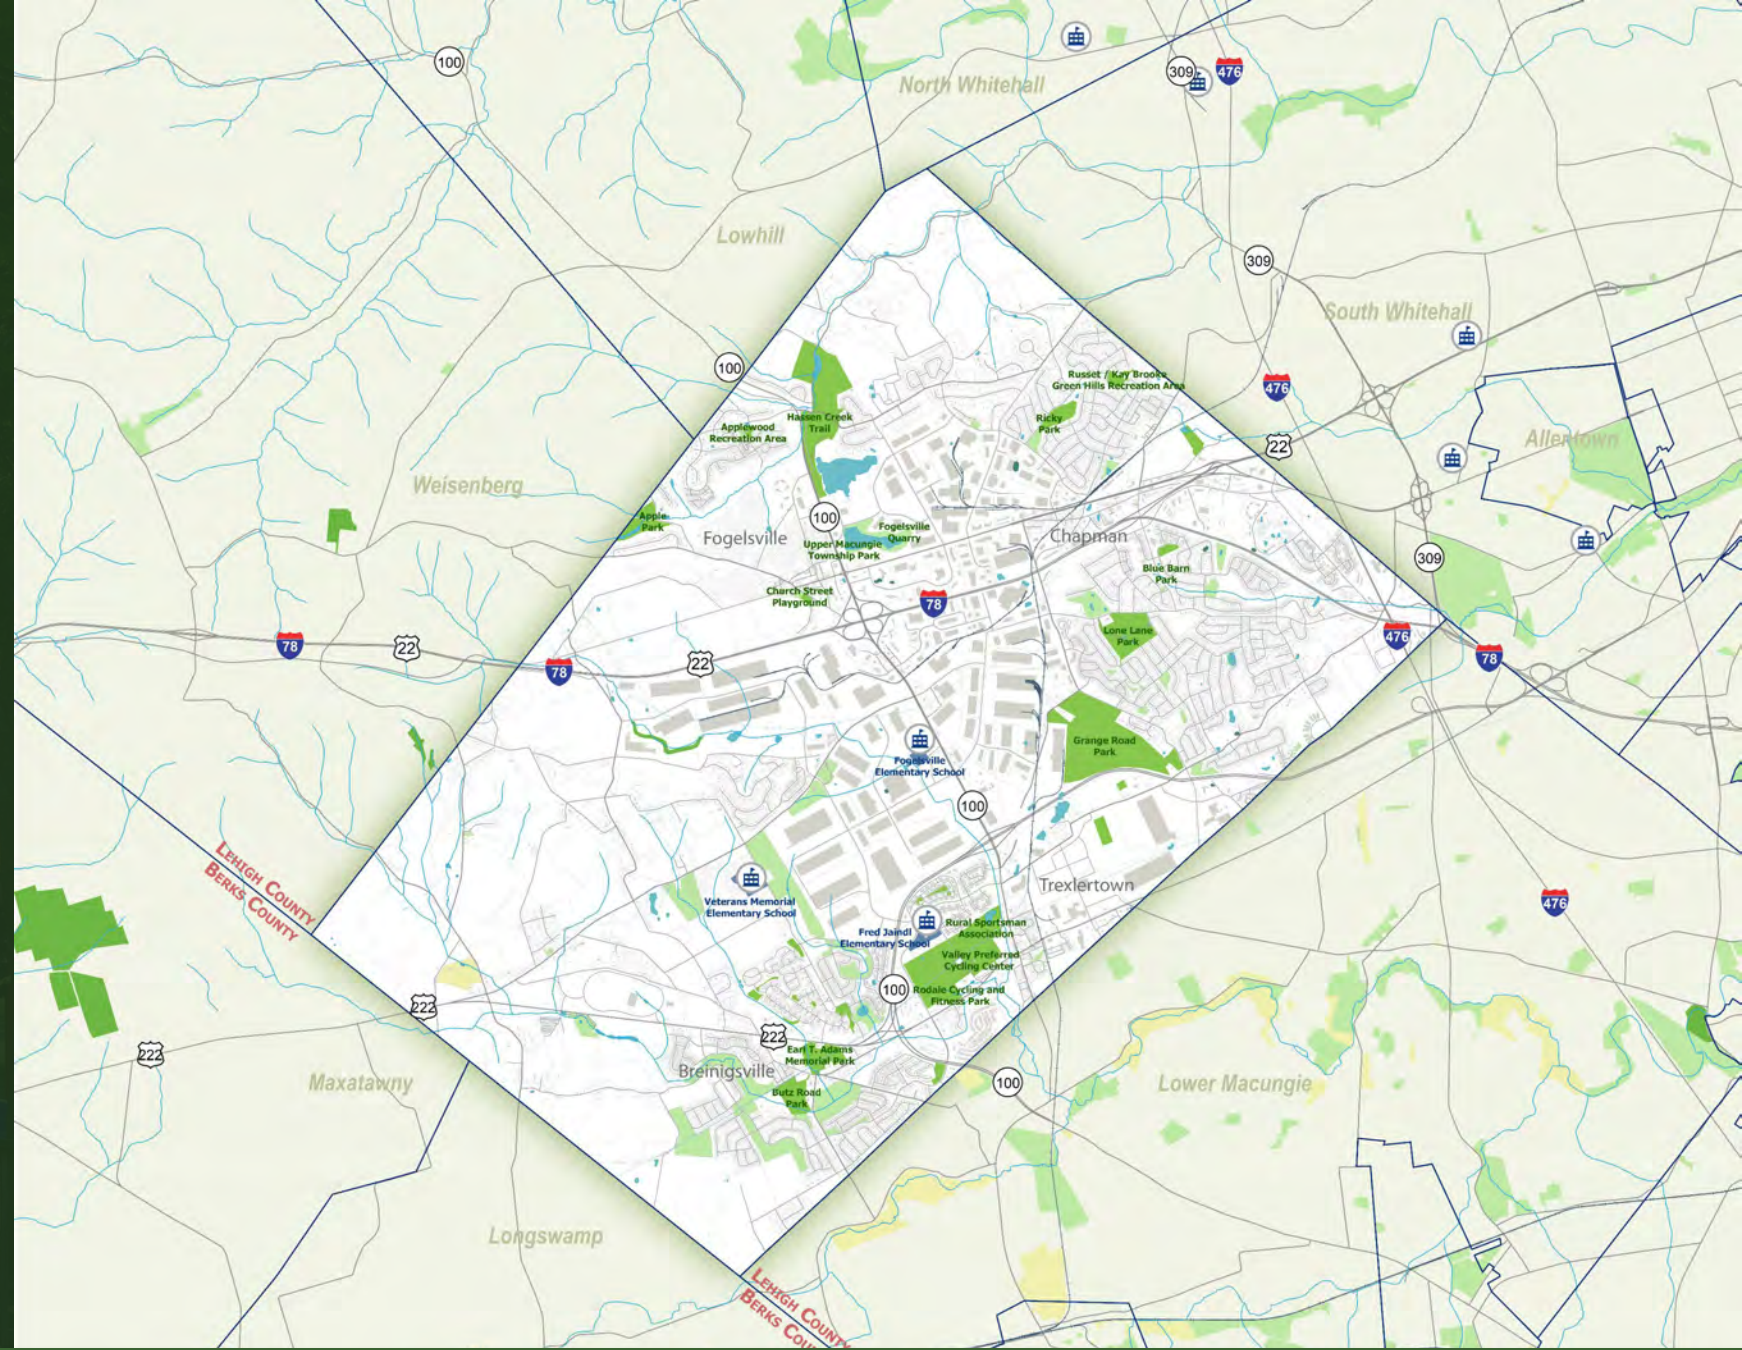 100
North Whitehall
309
476
Lowhill
309
South Whitehall
100
476
Russet / Kay Brooke
Green Hills Recreation Area
Hassen Creek
Trail
Ricky
Park
Applewood
Recreation Area
22
Allentown
Weisenberg
Apple
Park
100
Fogelsville
Fogelsville
Quarry
Chapman
Upper Macungie
Township Park
309
Blue Barn
Park
Church Street
Playground
78
Lone Lane
Park
476
78
22
78
22
78
Grange Road
Park
Fogelsville
Elementary School
100
LEHIGH COUNTY
BERKS COUNTY
Trexlertown
Veterans Memorial
Elementary School
476
Rural Sportsman
Association
Fred Jaindl
Elementary School
Valley Preferred
Cycling Center
100
Rodale Cycling and
Fitness Park
222
222
222
Earl T. Adams
Memorial Park
Breinigsville
Butz Road
Park
100
Maxatawny
Lower Macungie
Longswamp
LEHIGH COUNTY
BERKS COU